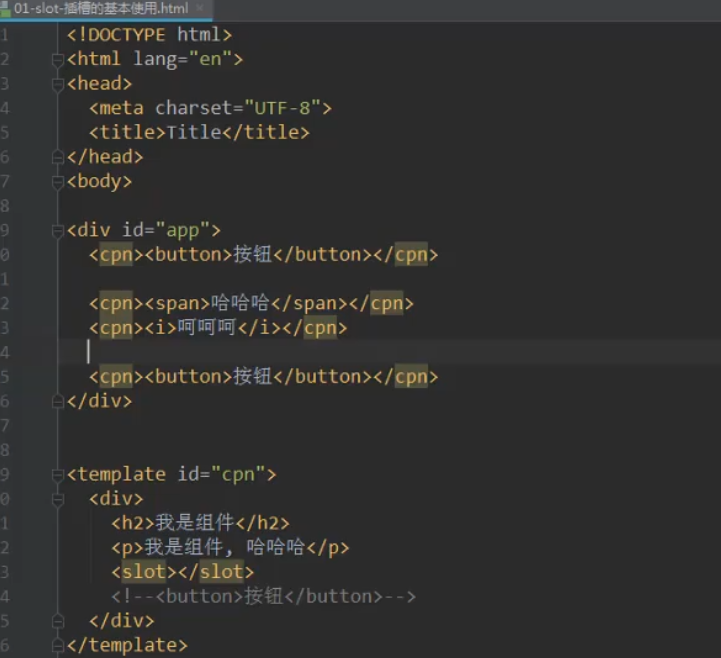 01-slot-插槽的基本使用.html
1 <!DOCTYPE html>
2 <html lang="en">
3 <head>
4 <meta charset="UTF-8">
5 <title>Title</title>
6 </head>
7 <body>
8
9 <div id="app">
0 <cpn><button>按钮</button></cpn>
1
2 <cpn><span>哈哈哈</span></cpn>
3 <cpn><i>呵呵呵</i></cpn>
4
5 <cpn><button>按钮</button></cpn>
6 </div>
7
8
9 <template id="cpn">
0 <div>
1 <h2>我是组件</h2>
2 <p>我是组件, 哈哈哈</p>
3 <slot></slot>
4 <!--<button>按钮</button>-->
5 </div>
6 </template>